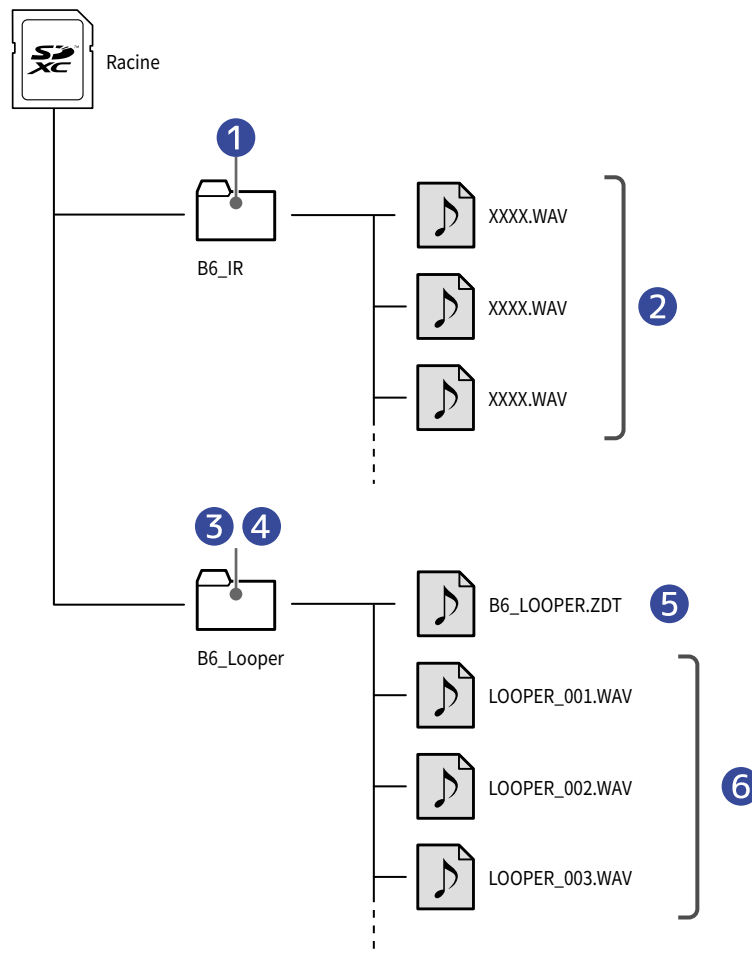 SD™
XC
Racine
1
B6_IR
XXXX.WAV
XXXX.WAV
2
XXXX.WAV
3 4
B6_Looper
B6_LOOPER.ZDT
5
LOOPER_001.WAV
LOOPER_002.WAV
6
LOOPER_003.WAV